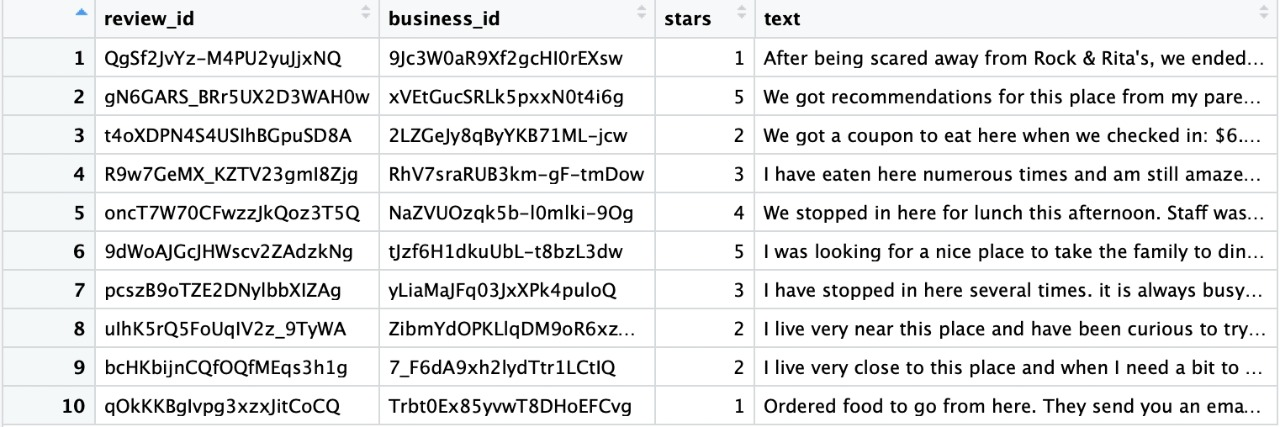 review_id business_id stars text
1 QgSf2JvYz-M4PU2yuJjxNQ 9Jc3W0aR9Xf2gcHI0rEXsw 1 After being scared away from Rock & Rita's, we ended...
2 gN6GARS_BRr5UX2D3WAH0w xVEtGucSRLk5pxxN0t4i6g 5 We got recommendations for this place from my pare...
3 t4oXDPN4S4USIhBGpuSD8A 2LZGeJy8qByYKB71ML-jcw 2 We got a coupon to eat here when we checked in: $6....
4 R9w7GeMX_KZTV23gmI8Zjg RhV7sraRUB3km-gF-tmDow 3 I have eaten here numerous times and am still amaze...
5 oncT7W70CFwzzJkQoz3T5Q NaZVUOzqk5b-l0mlki-9Og 4 We stopped in here for lunch this afternoon. Staff was...
6 9dWoAJGcJHWscv2ZAdzkNg tJzf6H1dkuUbL-t8bzL3dw 5 I was looking for a nice place to take the family to din...
7 pcszB9oTZE2DNylbbXIZAg yLiaMaJFq03JxXPk4puloQ 3 I have stopped in here several times. it is always busy...
8 ulhK5rQ5FoUqIV2z_9TyWA ZibmYdOPKLlqDM9oR6xz... 2 I live very near this place and have been curious to try...
9 bcHKbijnCQfOQfMEqs3h1g 7_F6dA9xh2lydTtr1LCtIQ 2 I live very close to this place and when I need a bit to ...
10 qOkKKBglvpg3xzxJitCoCQ Trbt0Ex85yvwT8DHoEFCvg 1 Ordered food to go from here. They send you an ema...